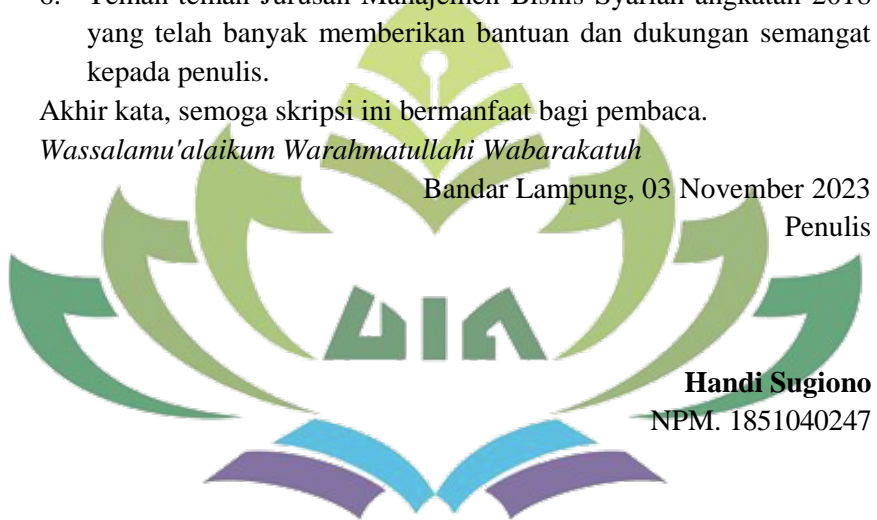 yang telah banyak memberikan bantuan dan dukungan semangat
kepada penulis.
Akhir kata, semoga skripsi ini bermanfaat bagi pembaca.
Wassalamu'alaikum Warahmatullahi Wabarakatuh
Bandar Lampung, 03 November 2023
Penulis
UIN
Handi Sugiono
NPM. 1851040247